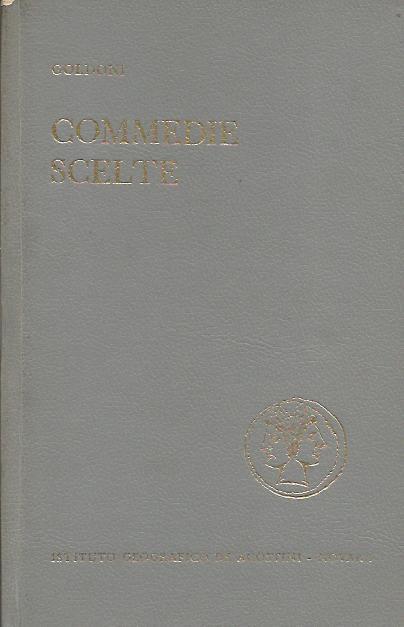 GOLDONI
COMMEDIE
SCELTE
ISTITUTO GEOGRAFICO DE AGOSTINI - NOVARA